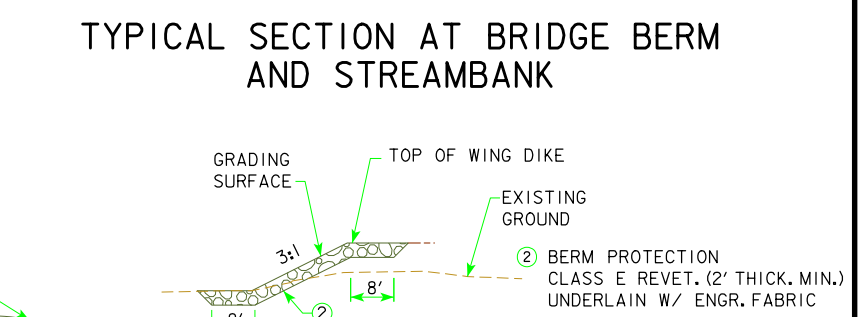 TYPICAL SECTION AT BRIDGE BERM
AND STREAMBANK
GRADING
SURFACE
TOP OF WING DIKE
EXISTING
GROUND
3:1
2 BERM PROTECTION
CLASS E REVET. (2' THICK. MIN.)
UNDERLAIN W/ ENGR. FABRIC
8'
2